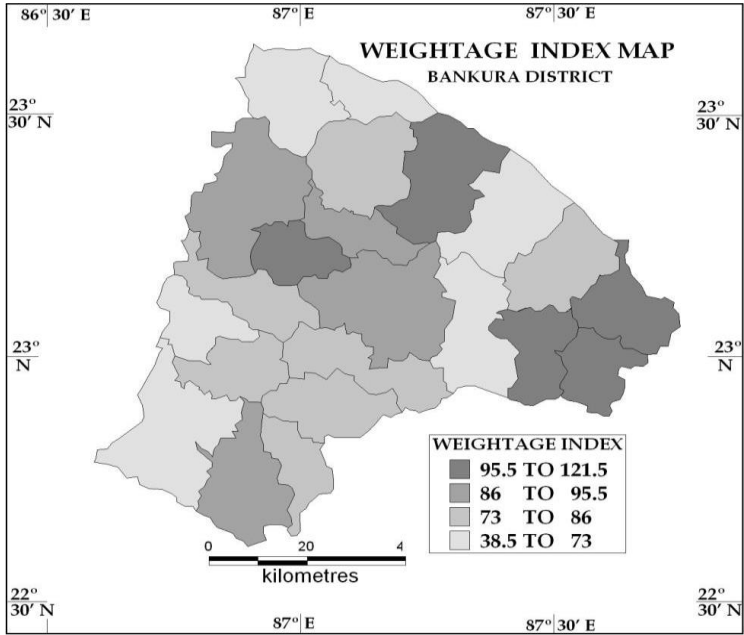 86° 30′ E 87° E 87° 30′ E
WEIGHTAGE INDEX MAP
BANKURA DISTRICT
23°
30′ N
23°
30′ N
23°
N
23°
N
WEIGHTAGE INDEX
95.5 TO 121.5
86 TO 95.5
73 TO 86
38.5 TO 73
0 20 4
kilometres
22°
30′ N
22°
30′ N
87° E 87° 30′ E